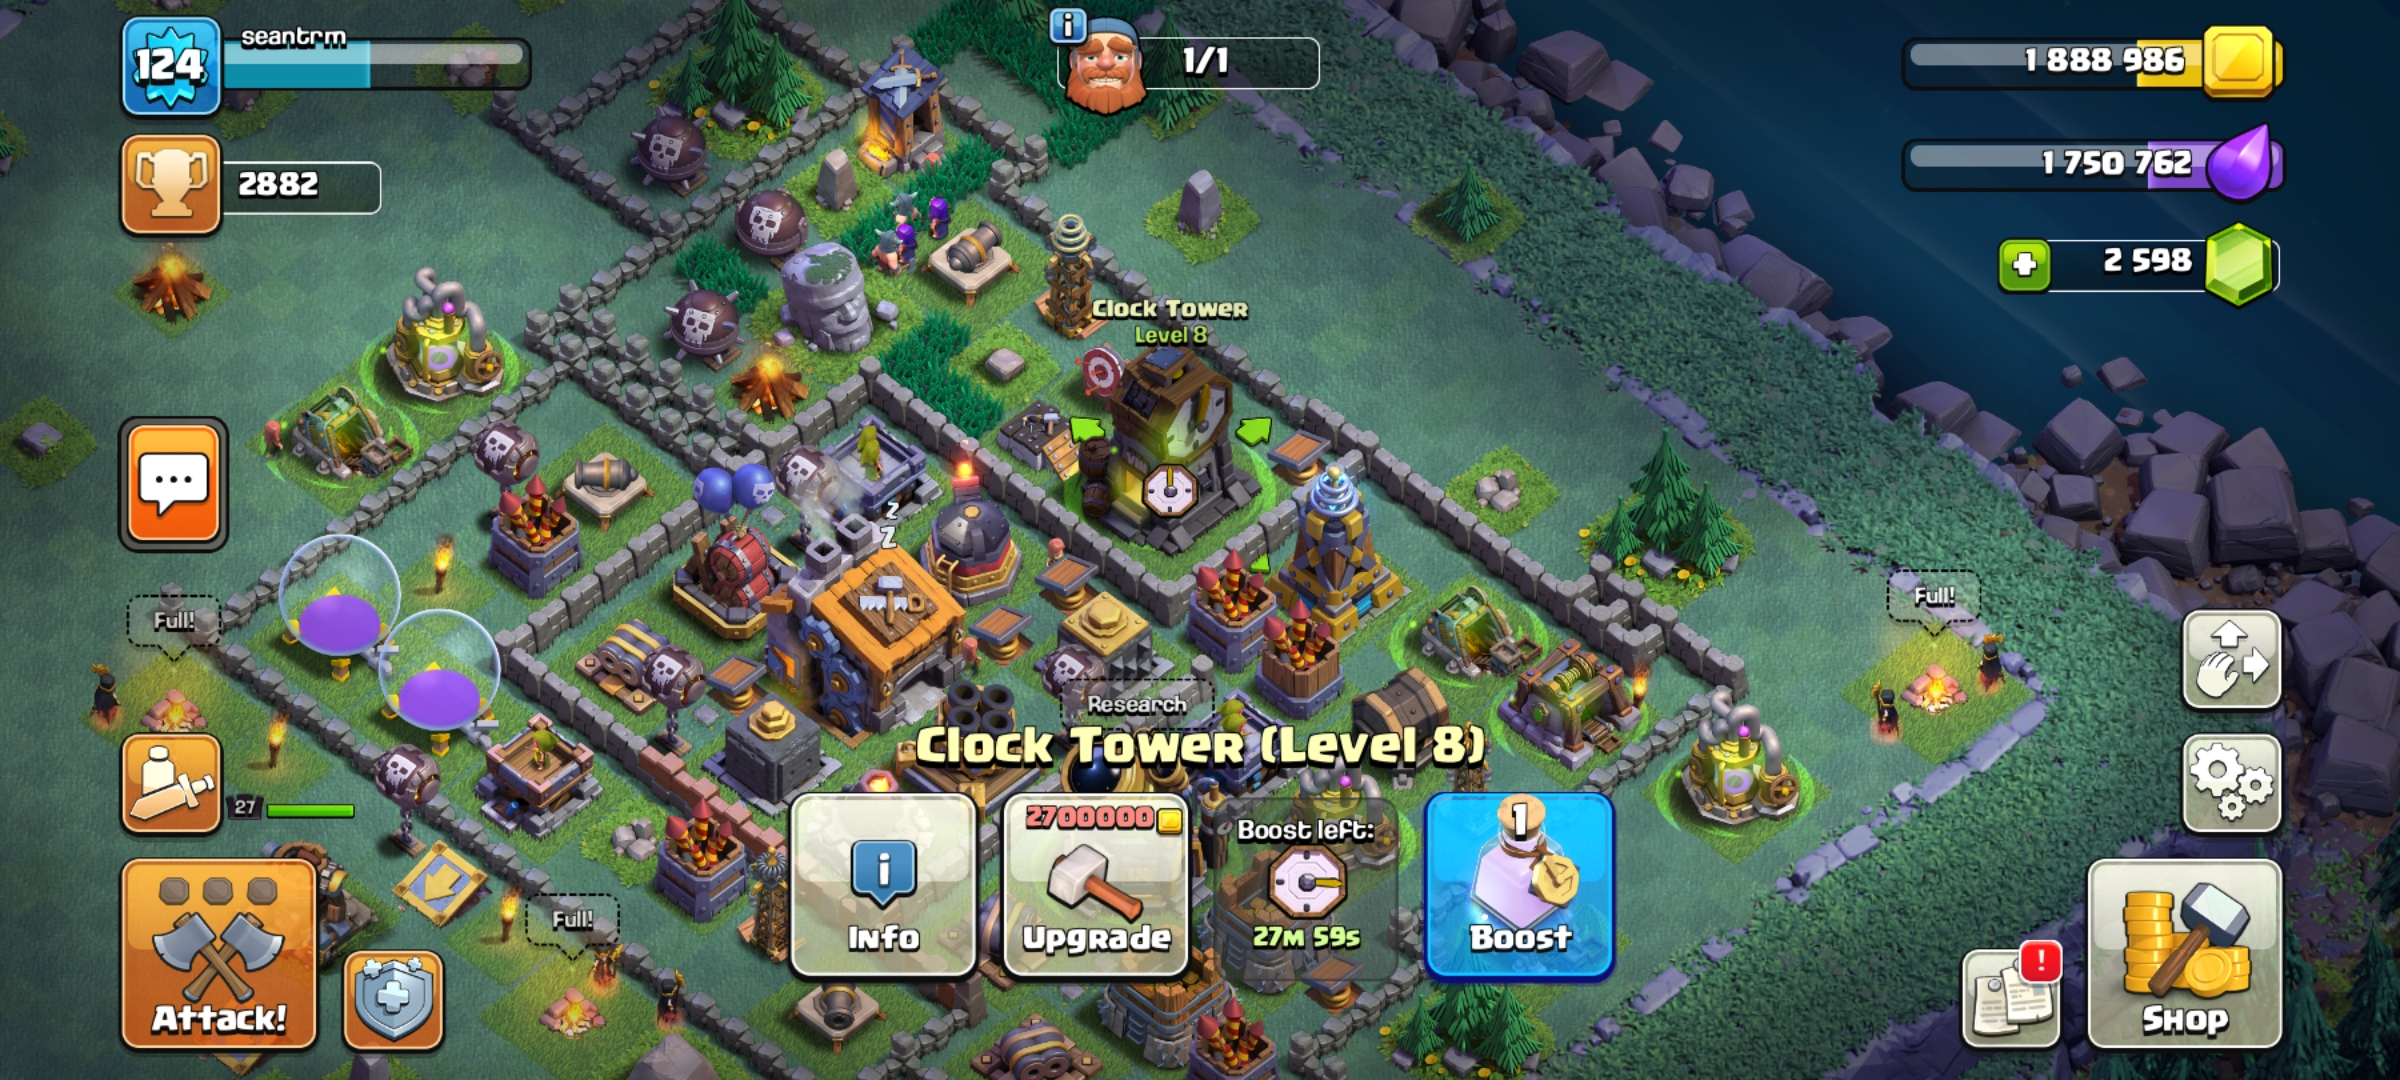 124
seantrm
1/1
1 888 986
1 750 762
2882
2 598
Clock Tower
Level 8
z
z
Full!
Full!
Research
Clock Tower (Level 8)
27
2700000
Boost left:
1
Full!
Info
Upgrade
27m 59s
Boost
Attack!
!
Shop